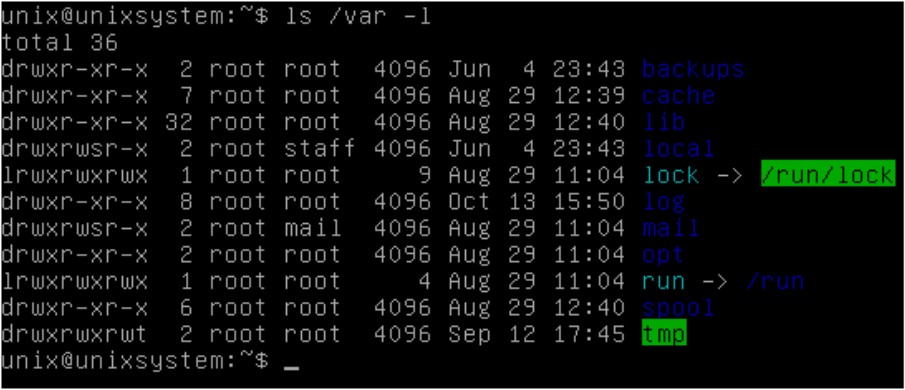 unix@unixsystem:~$ ls /var -l
total 36
drwxr-xr-x  2 root root  4096 Jun  4 23:43 backups
drwxr-xr-x  7 root root  4096 Aug 29 12:39 cache
drwxr-xr-x 32 root root  4096 Aug 29 12:40 lib
drwxrwsr-x  2 root staff 4096 Jun  4 23:43 local
lrwxrwxrwx  1 root root     9 Aug 29 11:04 lock -> /run/lock
drwxr-xr-x  8 root root  4096 Oct 13 15:50 log
drwxrwsr-x  2 root mail  4096 Aug 29 11:04 mail
drwxr-xr-x  2 root root  4096 Aug 29 11:04 opt
lrwxrwxrwx  1 root root     4 Aug 29 11:04 run -> /run
drwxr-xr-x  6 root root  4096 Aug 29 12:40 spool
drwxrwxrwt  2 root root  4096 Sep 12 17:45 tmp
unix@unixsystem:~$ _